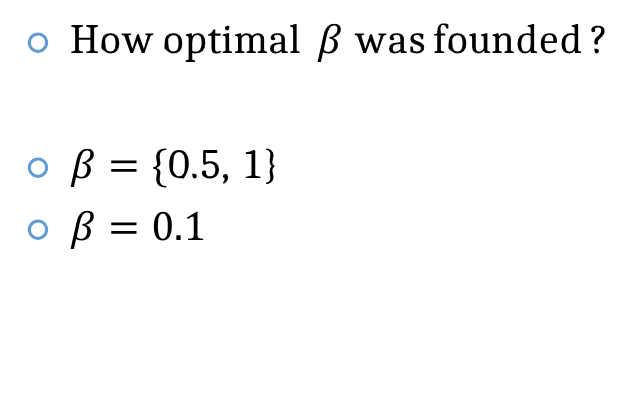 How optimal β was founded ?
β = {0.5, 1}
β = 0.1